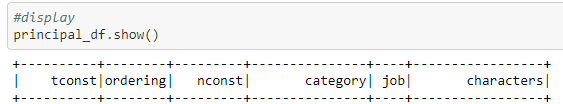 #display
principal_df.show()
+---------+--------+---------+---------------+----+-----------------+
|   tconst|ordering|   nconst|       category| job|       characters|
+---------+--------+---------+---------------+----+-----------------+